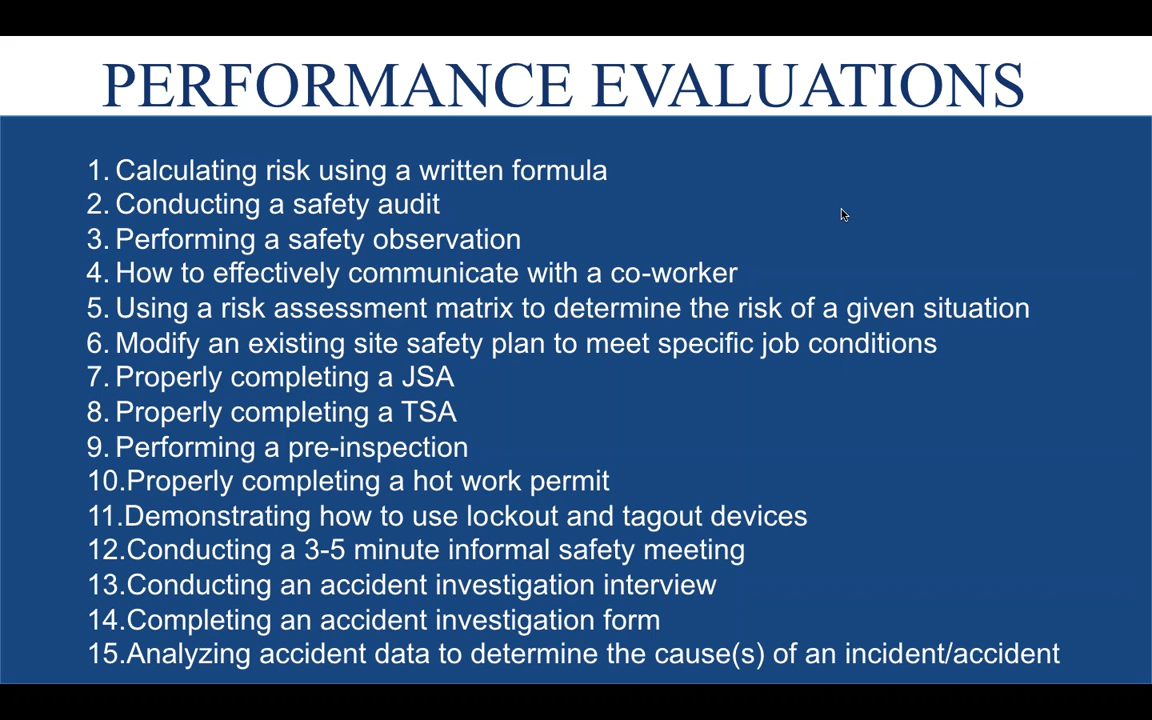 PERFORMANCE EVALUATIONS
1. Calculating risk using a written formula
2. Conducting a safety audit
3. Performing a safety observation
4. How to effectively communicate with a co-worker
5. Using a risk assessment matrix to determine the risk of a given situation
6. Modify an existing site safety plan to meet specific job conditions
7. Properly completing a JSA
8. Properly completing a TSA
9. Performing a pre-inspection
10.Properly completing a hot work permit
11.Demonstrating how to use lockout and tagout devices
12.Conducting a 3-5 minute informal safety meeting
13.Conducting an accident investigation interview
14.Completing an accident investigation form
15.Analyzing accident data to determine the cause(s) of an incident/accident